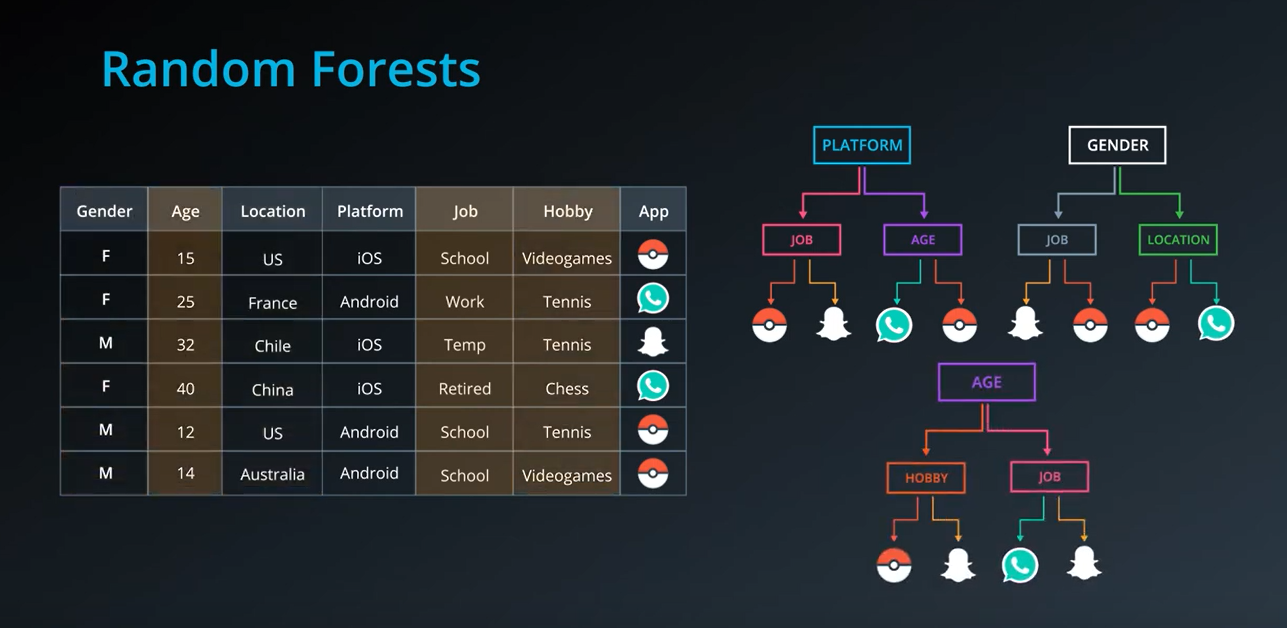 Random Forests
Gender Age Location Platform Job Hobby App
F 15 US iOS School Videogames
F 25 France Android Work Tennis
M 32 Chile iOS Temp Tennis
F 40 China iOS Retired Chess
M 12 US Android School Tennis
M 14 Australia Android School Videogames
PLATFORM GENDER
JOB AGE JOB LOCATION
AGE
HOBBY JOB